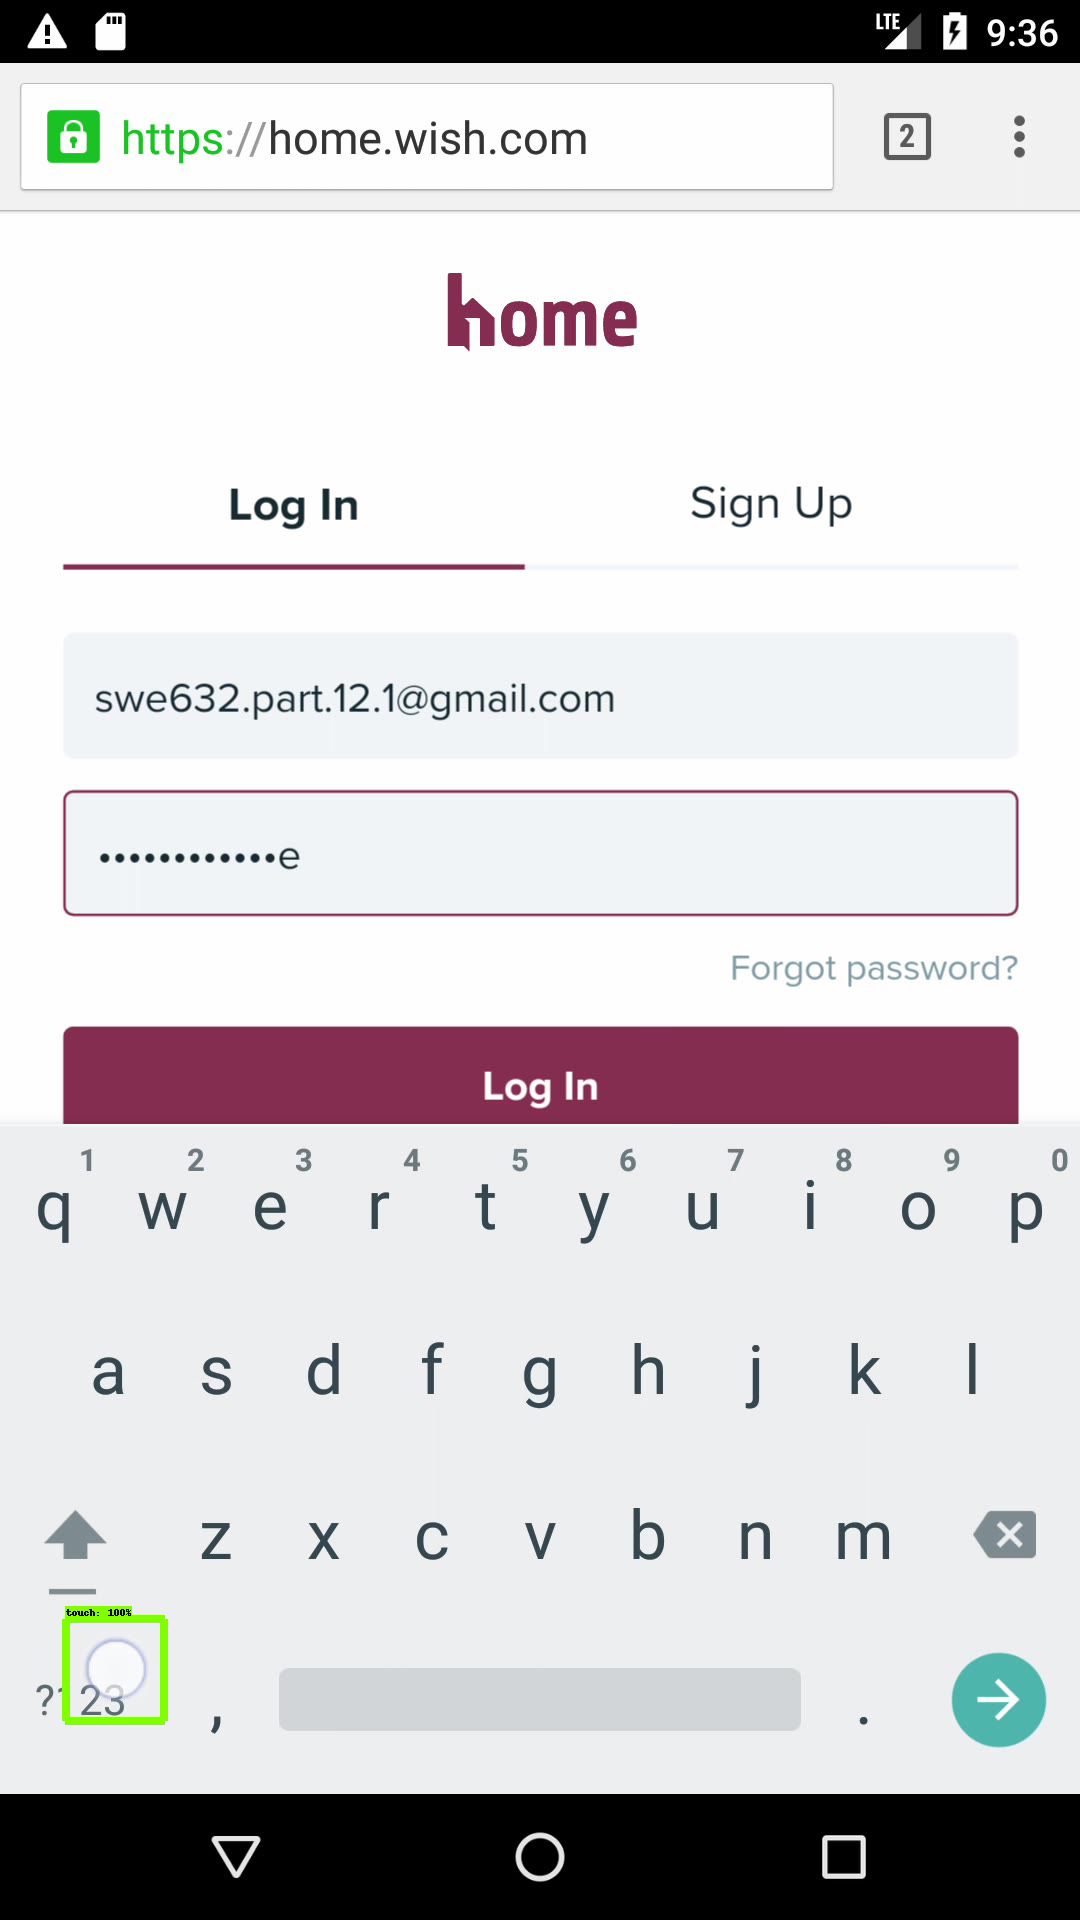 LTE 9:36
https://home.wish.com 2
home
Log In Sign Up
swe632.part.12.1@gmail.com
••••••••••••e
Forgot password?
Log In
1 2 3 4 5 6 7 8 9 0
q w e r t y u i o p
a s d f g h j k l
z x c v b n m
touch: 100%
?123 , .